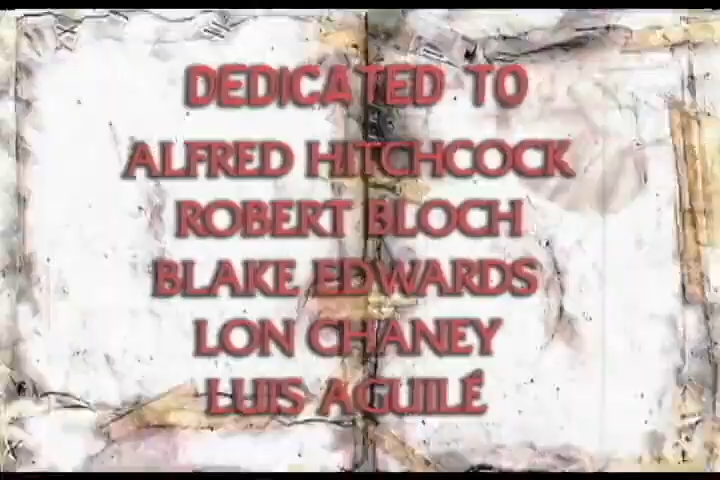 DEDICATED TO
ALFRED HITCHCOCK
ROBERT BLOCH
BLAKE EDWARDS
LON CHANEY
LUIS AGUILÉ